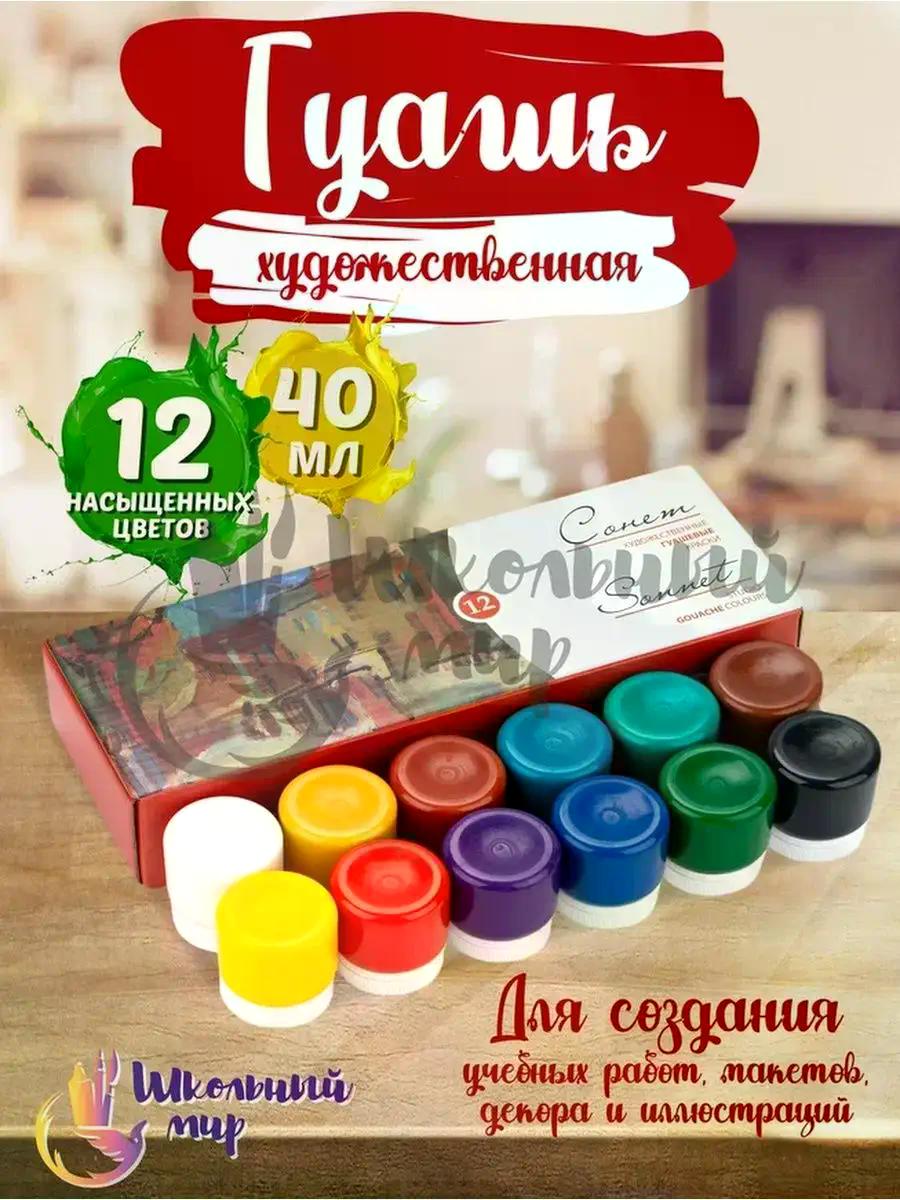 Гуашь
художественная
12
НАСЫЩЕННЫХ
ЦВЕТОВ
40
МЛ
Сонет
ХУДОЖЕСТВЕННЫЕ
ГУАШЕВЫЕ
КРАСКИ
Sonnet
STUDIO
GOUACHE COLOURS
12
Школьный
мир
Для создания
учебных работ, макетов,
декора и иллюстраций
Школьный
мир